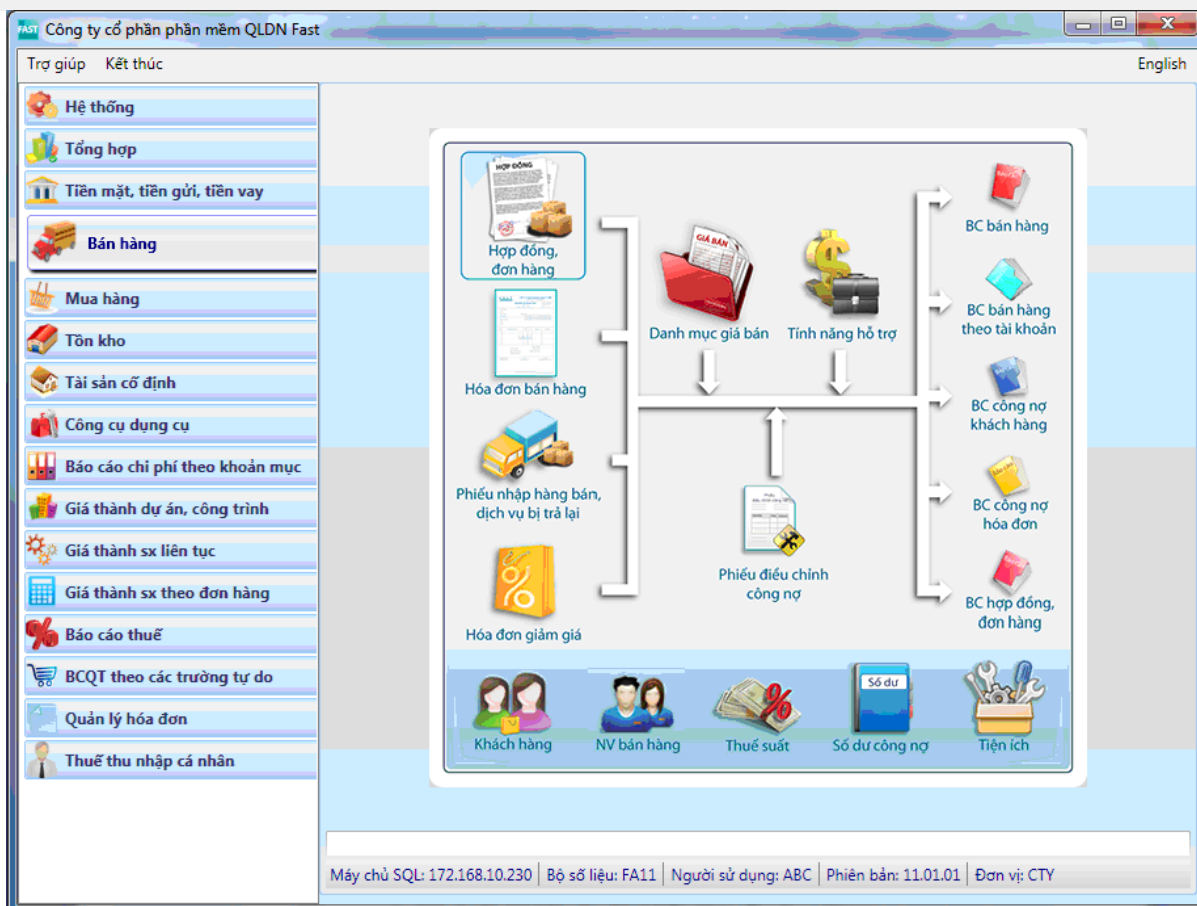 FAST Công ty cổ phần phần mềm QLDN Fast
Trợ giúp Kết thúc English
Hệ thống
Tổng hợp
Tiền mặt, tiền gửi, tiền vay
Bán hàng
Mua hàng
Tồn kho
Tài sản cố định
Công cụ dụng cụ
Báo cáo chi phí theo khoản mục
Giá thành dự án, công trình
Giá thành sx liên tục
Giá thành sx theo đơn hàng
Báo cáo thuế
BCQT theo các trường tự do
Quản lý hóa đơn
Thuế thu nhập cá nhân
HỢP ĐỒNG
Hợp đồng,
đơn hàng
Hóa đơn bán hàng
Phiếu nhập hàng bán,
dịch vụ bị trả lại
Hóa đơn giảm giá
GIÁ BÁN
Danh mục giá bán
Tính năng hỗ trợ
Phiếu điều chỉnh
công nợ
BC bán hàng
BC bán hàng
theo tài khoản
BC công nợ
khách hàng
BC công nợ
hóa đơn
BC hợp đồng,
đơn hàng
Khách hàng
NV bán hàng
Thuế suất
Số dư
Số dư công nợ
Tiện ích
Máy chủ SQL: 172.168.10.230 Bộ số liệu: FA11 Người sử dụng: ABC Phiên bản: 11.01.01 Đơn vị: CTY